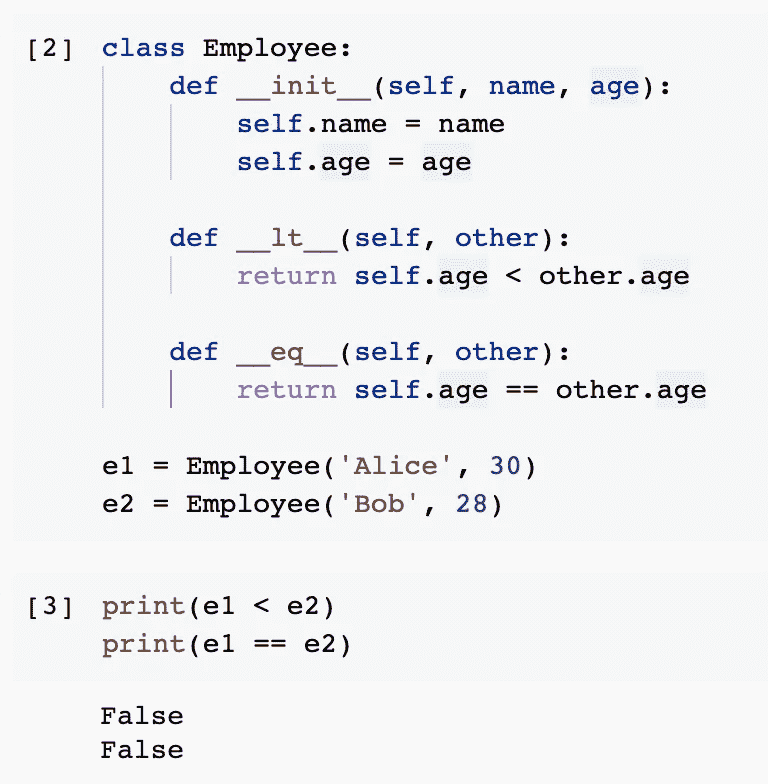 [2] class Employee:
        def __init__(self, name, age):
            self.name = name
            self.age = age

        def __lt__(self, other):
            return self.age < other.age

        def __eq__(self, other):
            return self.age == other.age

    e1 = Employee('Alice', 30)
    e2 = Employee('Bob', 28)

[3] print(e1 < e2)
    print(e1 == e2)

    False
    False